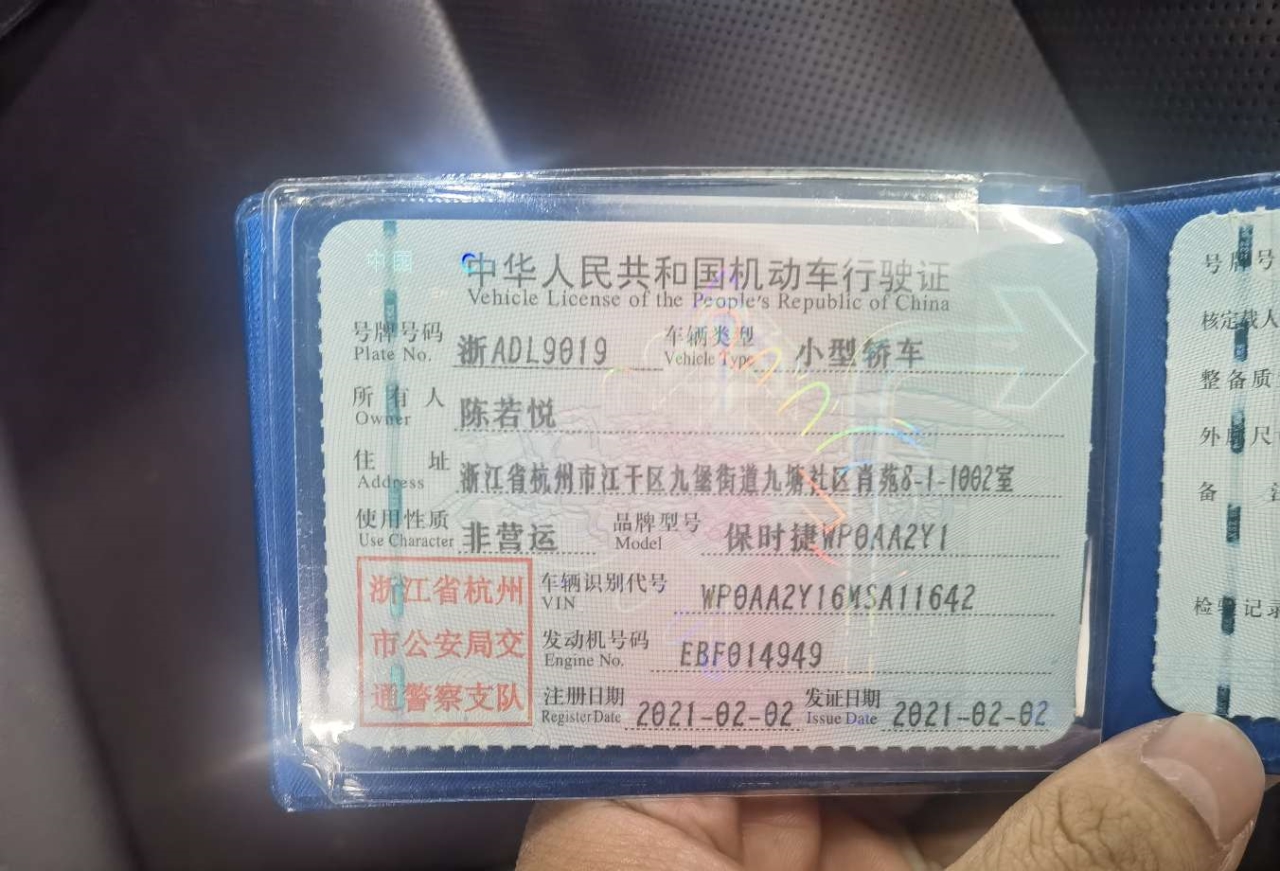 中国
中华人民共和国机动车行驶证
Vehicle License of the People's Republic of China
号牌号码 浙ADL9019 车辆类型 小型轿车
Plate No. Vehicle Type
所有人 陈若悦
Owner
住址 浙江省杭州市江干区九堡街道九塘社区肖苑8-1-1002室
Address
使用性质 非营运 品牌型号 保时捷WP0AA2Y1
Use Character Model
浙江省杭州
市公安局交
通警察支队
车辆识别代号 WP0AA2Y16MSA11642
VIN
发动机号码 EBF014949
Engine No.
注册日期 2021-02-02 发证日期 2021-02-02
Register Date Issue Date
号牌号
核定载人
整备质
外廓尺
备
检验记录